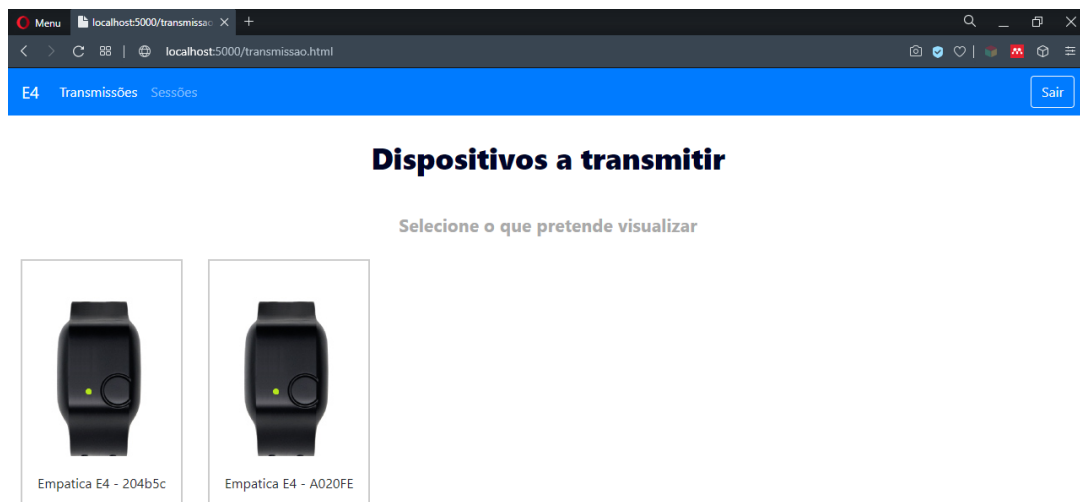 Menu localhost:5000/transmissao
localhost:5000/transmissao.html
E4 Transmissões Sessões Sair
Dispositivos a transmitir
Selecione o que pretende visualizar
Empatica E4 - 204b5c Empatica E4 - A020FE